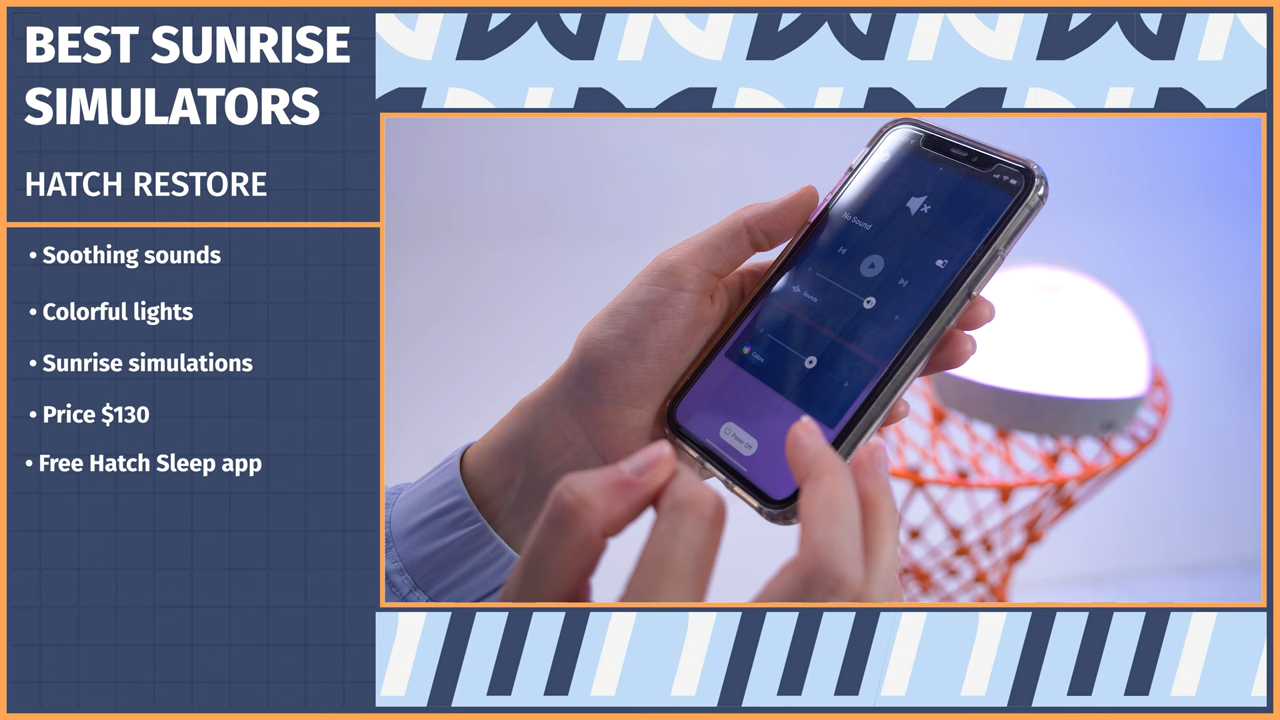 BEST SUNRISE
SIMULATORS
HATCH RESTORE
• Soothing sounds
• Colorful lights
• Sunrise simulations
• Price $130
• Free Hatch Sleep app
No Sound
Sounds
Colors
Power Off